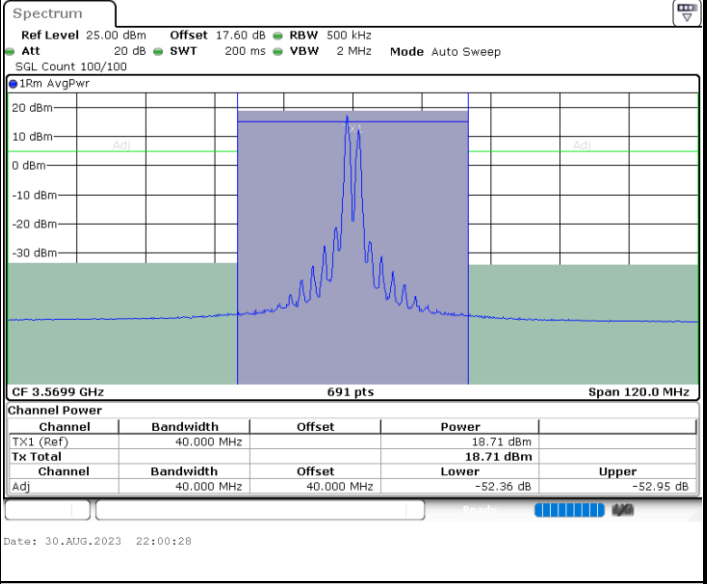 Spectrum
Ref Level 25.00 dBm Offset 17.60 dB RBW 500 kHz
Att 20 dB SWT 200 ms VBW 2 MHz Mode Auto Sweep
SGL Count 100/100
1Rm AvgPwr
20 dBm
10 dBm
Adj Adj
0 dBm
-10 dBm
-20 dBm
-30 dBm
CF 3.5699 GHz 691 pts Span 120.0 MHz
Channel Power
Channel Bandwidth Offset Power
TX1 (Ref) 40.000 MHz 18.71 dBm
Tx Total 18.71 dBm
Channel Bandwidth Offset Lower Upper
Adj 40.000 MHz 40.000 MHz -52.36 dB -52.95 dB
Ready
Date: 30.AUG.2023 22:00:28